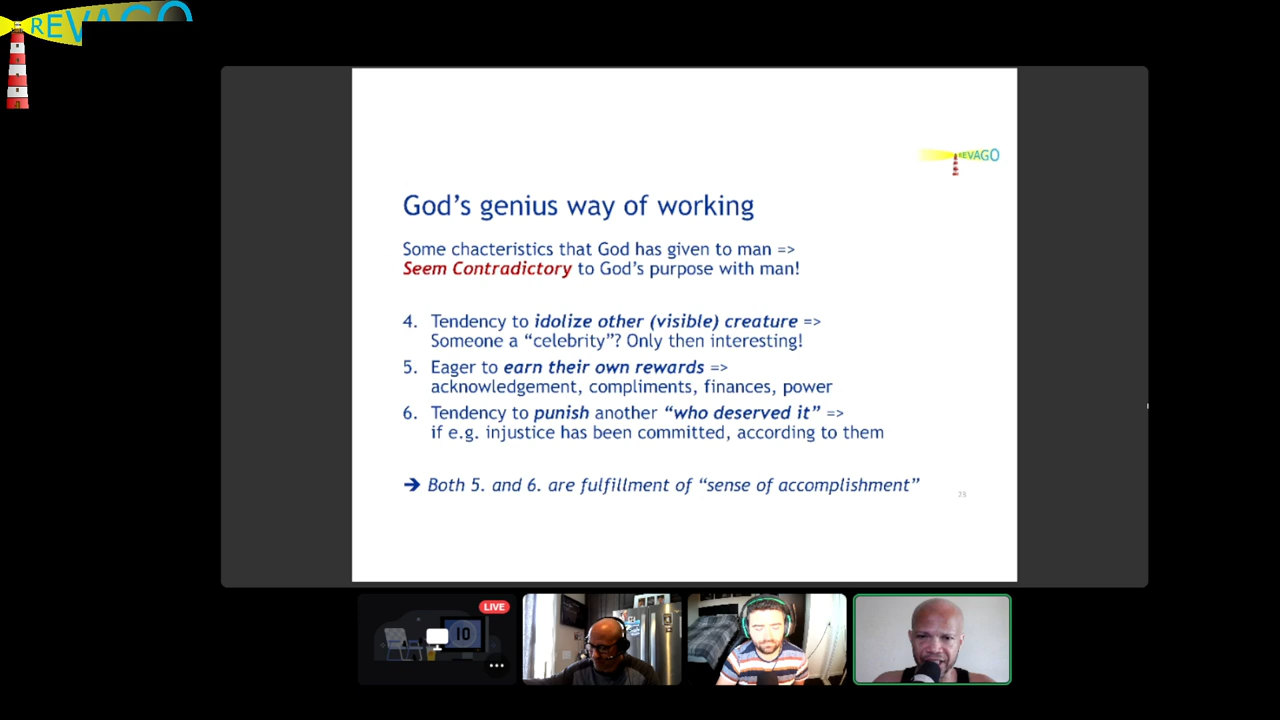 REVAGO
REVAGO
God's genius way of working
Some chacteristics that God has given to man =>
Seem Contradictory to God's purpose with man!
4. Tendency to idolize other (visible) creature =>
Someone a “celebrity”? Only then interesting!
5. Eager to earn their own rewards =>
acknowledgement, compliments, finances, power
6. Tendency to punish another “who deserved it” =>
if e.g. injustice has been committed, according to them
➔ Both 5. and 6. are fulfillment of “sense of accomplishment”
LIVE
10